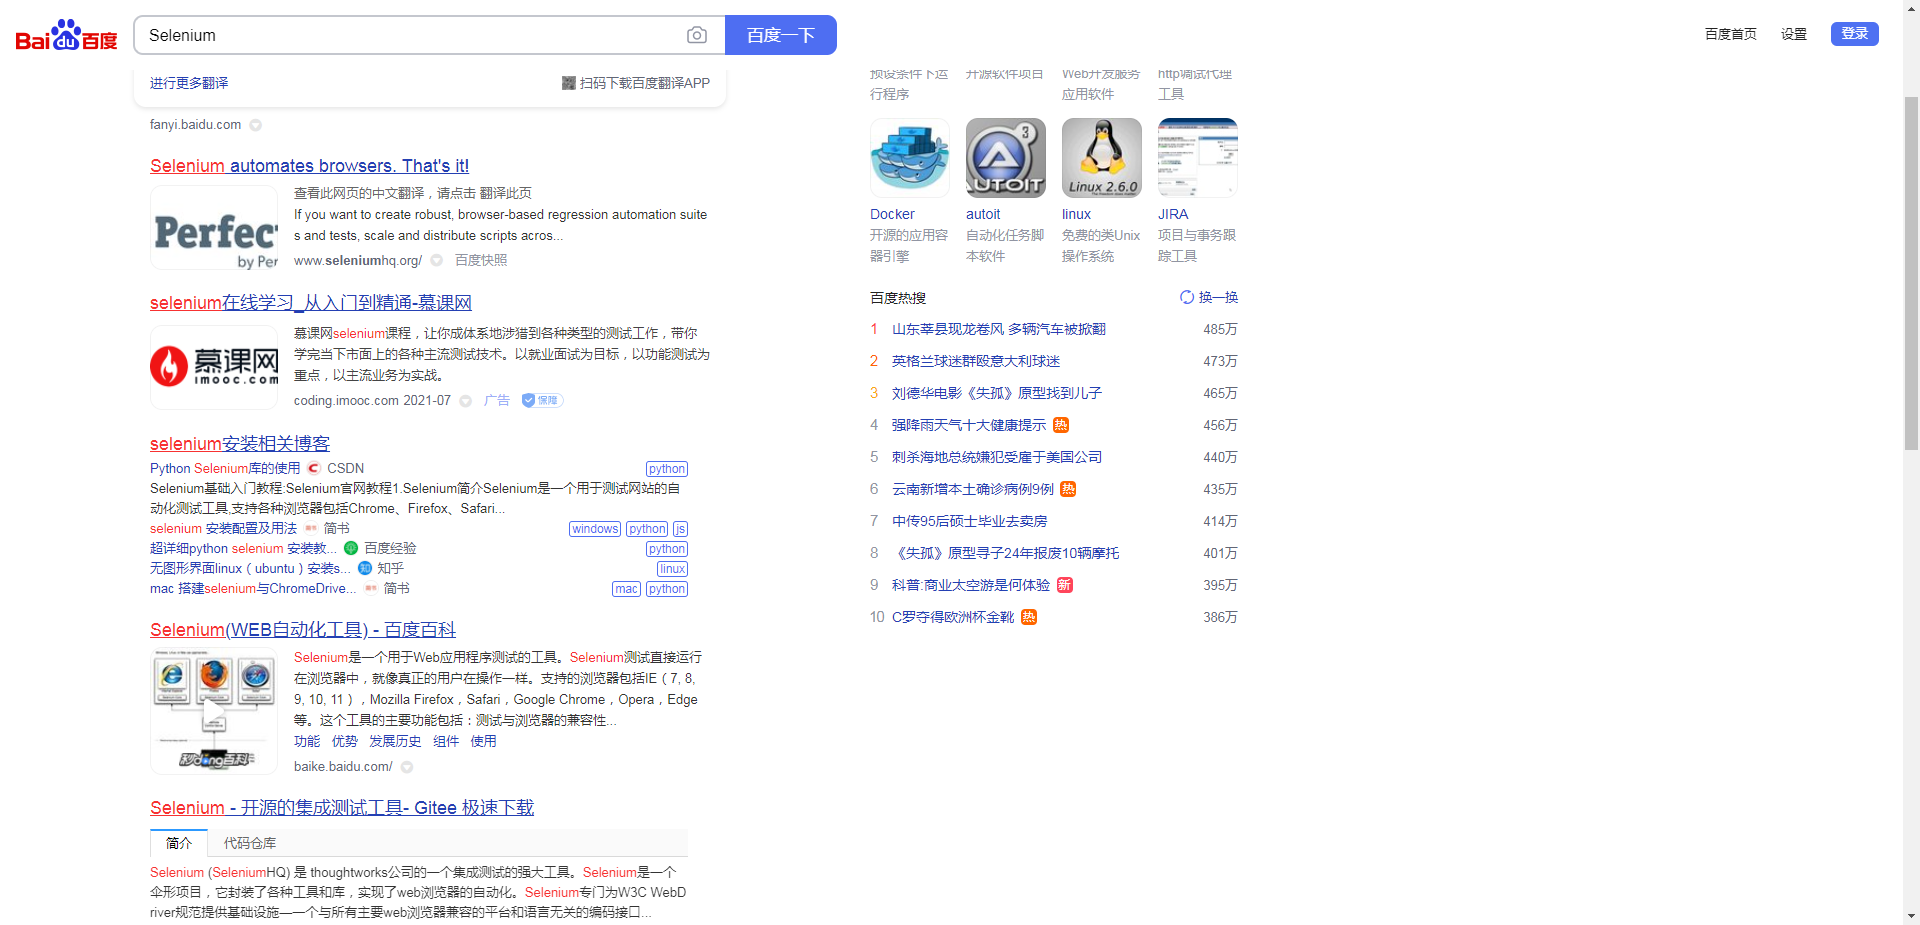 Bai du 百度
Selenium
百度一下
百度首页 设置 登录
进行更多翻译
扫码下载百度翻译APP
fanyi.baidu.com
Selenium automates browsers. That's it!
Perfec
by Per
查看此网页的中文翻译，请点击 翻译此页
If you want to create robust, browser-based regression automation suite
s and tests, scale and distribute scripts acros...
www.seleniumhq.org/ 百度快照
selenium在线学习_从入门到精通-慕课网
慕课网
imooc.com
慕课网selenium课程，让你成体系地涉猎到各种类型的测试工作，带你
学完当下市面上的各种主流测试技术。以就业面试为目标，以功能测试为
重点，以主流业务为实战。
coding.imooc.com 2021-07 广告 保障
selenium安装相关博客
Python Selenium库的使用 CSDN python
Selenium基础入门教程:Selenium官网教程1.Selenium简介Selenium是一个用于测试网站的自
动化测试工具,支持各种浏览器包括Chrome、Firefox、Safari...
selenium 安装配置及用法 简书 windows python js
超详细python selenium 安装教... 百度经验 python
无图形界面linux（ubuntu）安装s... 知 知乎 linux
mac 搭建selenium与ChromeDrive... 简书 mac python
Selenium(WEB自动化工具) - 百度百科
秒dong百科
Selenium是一个用于Web应用程序测试的工具。Selenium测试直接运行
在浏览器中，就像真正的用户在操作一样。支持的浏览器包括IE（7, 8,
9, 10, 11），Mozilla Firefox，Safari，Google Chrome，Opera，Edge
等。这个工具的主要功能包括：测试与浏览器的兼容性...
功能 优势 发展历史 组件 使用
baike.baidu.com/
Selenium - 开源的集成测试工具- Gitee 极速下载
简介 代码仓库
Selenium (SeleniumHQ) 是 thoughtworks公司的一个集成测试的强大工具。Selenium是一个
伞形项目，它封装了各种工具和库，实现了web浏览器的自动化。Selenium专门为W3C WebD
river规范提供基础设施—一个与所有主要web浏览器兼容的平台和语言无关的编码接口...
预设条件下运 开源软件项目 Web开发服务 http调试代理
行程序 应用软件 工具
3
AUTOIT
Linux 2.6.0
Docker autoit linux JIRA
开源的应用容 自动化任务脚 免费的类Unix 项目与事务跟
器引擎 本软件 操作系统 踪工具
百度热搜 换一换
1 山东莘县现龙卷风 多辆汽车被掀翻 485万
2 英格兰球迷群殴意大利球迷 473万
3 刘德华电影《失孤》原型找到儿子 465万
4 强降雨天气十大健康提示 热 456万
5 刺杀海地总统嫌犯受雇于美国公司 440万
6 云南新增本土确诊病例9例 热 435万
7 中传95后硕士毕业去卖房 414万
8 《失孤》原型寻子24年报废10辆摩托 401万
9 科普:商业太空游是何体验 新 395万
10 C罗夺得欧洲杯金靴 热 386万